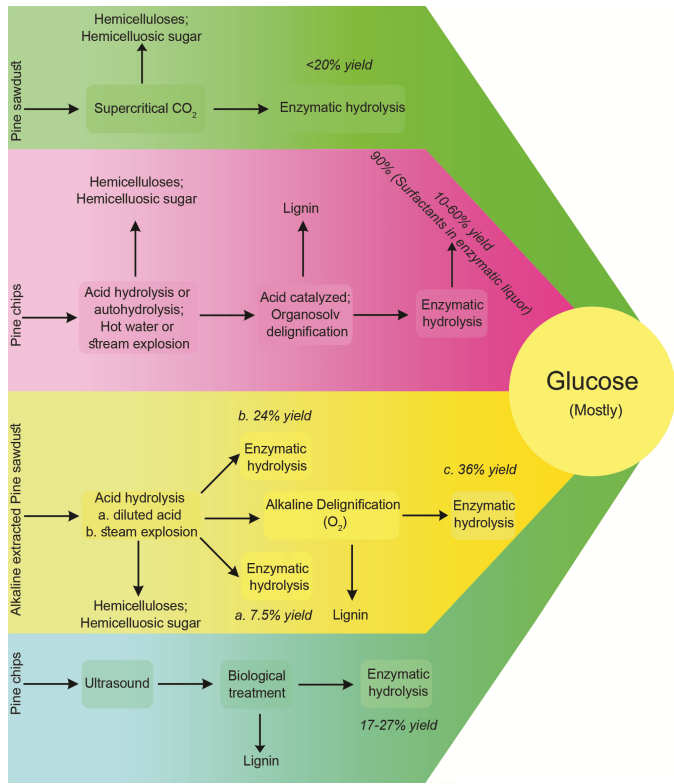 Pine sawdust
Hemicelluloses;
Hemicelluosic sugar
Supercritical CO₂
<20% yield
Enzymatic hydrolysis
Pine chips
Hemicelluloses;
Hemicelluosic sugar
Acid hydrolysis or
autohydrolysis;
Hot water or
stream explosion
Lignin
Acid catalyzed;
Organosolv
delignification
10-60% yield
90% (Surfactants in enzymatic liquor)
Enzymatic
hydrolysis
Glucose
(Mostly)
Alkaline extracted Pine sawdust
Acid hydrolysis
a. diluted acid
b. steam explosion
Hemicelluloses;
Hemicelluosic sugar
b. 24% yield
Enzymatic
hydrolysis
Alkaline Delignification
(O₂)
Lignin
Enzymatic
hydrolysis
a. 7.5% yield
c. 36% yield
Enzymatic
hydrolysis
Pine chips
Ultrasound
Biological
treatment
Lignin
Enzymatic
hydrolysis
17-27% yield